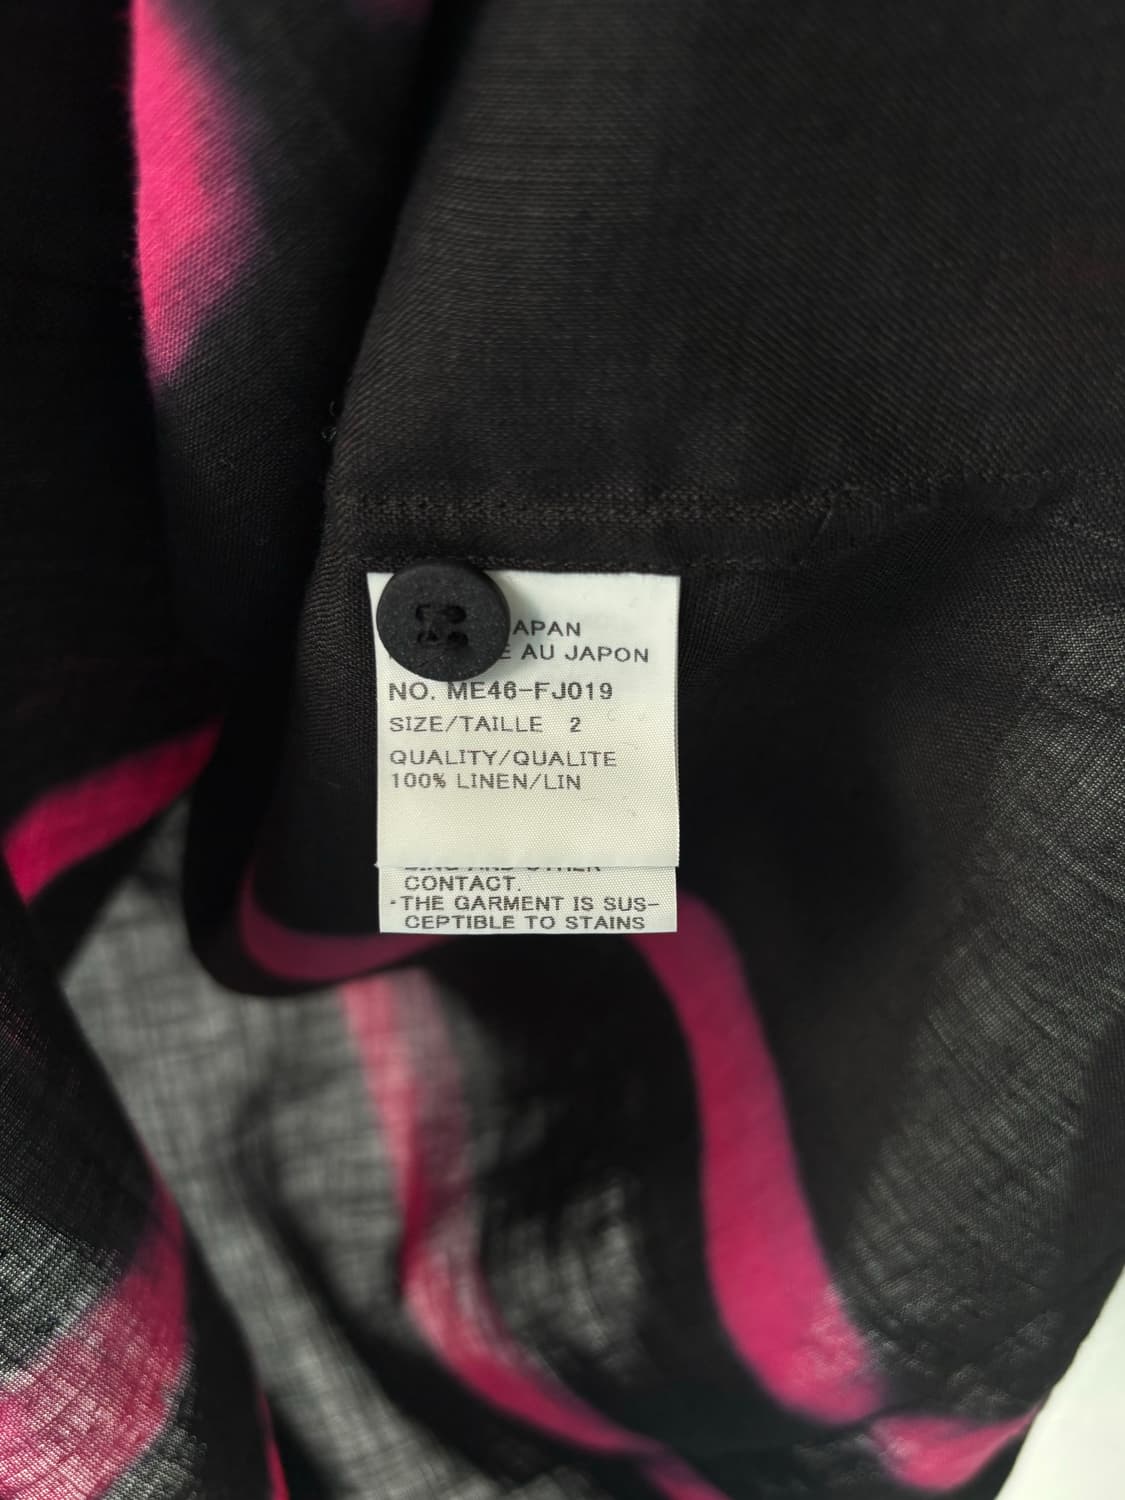 APAN
E AU JAPON
NO. ME46-FJ019
SIZE/TAILLE 2
QUALITY/QUALITE
100% LINEN/LIN
CONTACT.
-THE GARMENT IS SUS-
CEPTIBLE TO STAINS